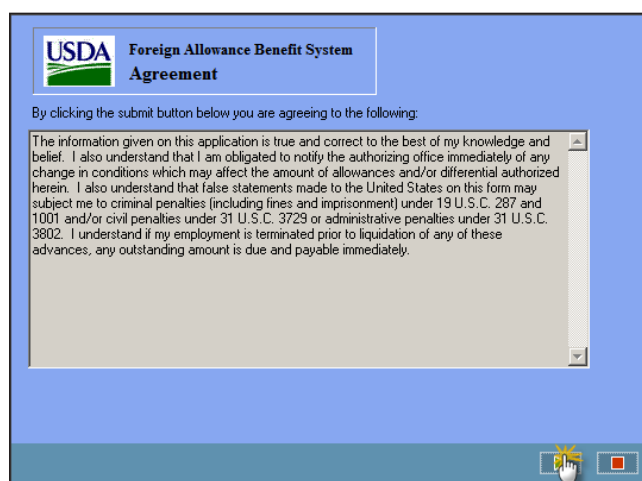 USDA
Foreign Allowance Benefit System
Agreement
By clicking the submit button below you are agreeing to the following:
The information given on this application is true and correct to the best of my knowledge and
belief.  I also understand that I am obligated to notify the authorizing office immediately of any
change in conditions which may affect the amount of allowances and/or differential authorized
herein.  I also understand that false statements made to the United States on this form may
subject me to criminal penalties (including fines and imprisonment) under 19 U.S.C. 287 and
1001 and/or civil penalties under 31 U.S.C. 3729 or administrative penalties under 31 U.S.C.
3802.  I understand if my employment is terminated prior to liquidation of any of these
advances, any outstanding amount is due and payable immediately.